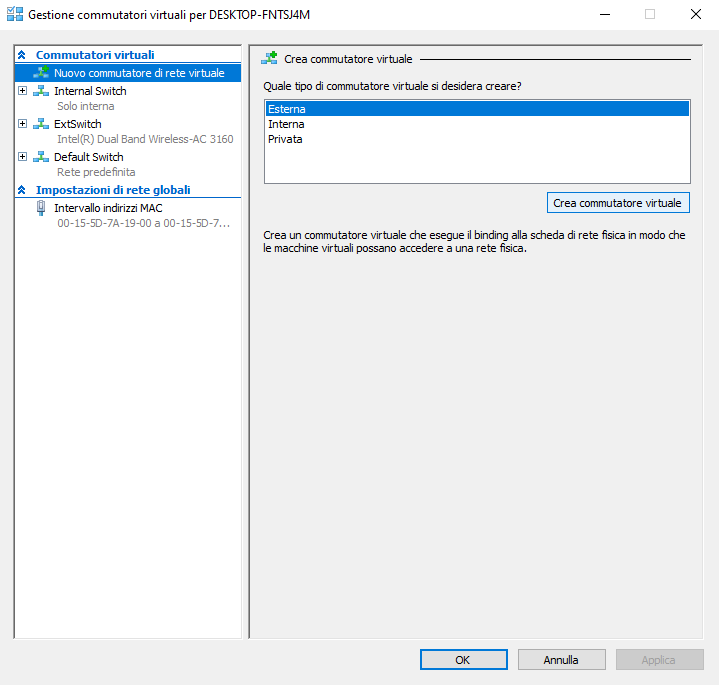 Gestione commutatori virtuali per DESKTOP-FNTSJ4M
Commutatori virtuali
Nuovo commutatore di rete virtuale
Internal Switch
Solo interna
ExtSwitch
Intel(R) Dual Band Wireless-AC 3160
Default Switch
Rete predefinita
Impostazioni di rete globali
Intervallo indirizzi MAC
00-15-5D-7A-19-00 a 00-15-5D-7...
Crea commutatore virtuale
Quale tipo di commutatore virtuale si desidera creare?
Esterna
Interna
Privata
Crea commutatore virtuale
Crea un commutatore virtuale che esegue il binding alla scheda di rete fisica in modo che
le macchine virtuali possano accedere a una rete fisica.
OK
Annulla
Applica